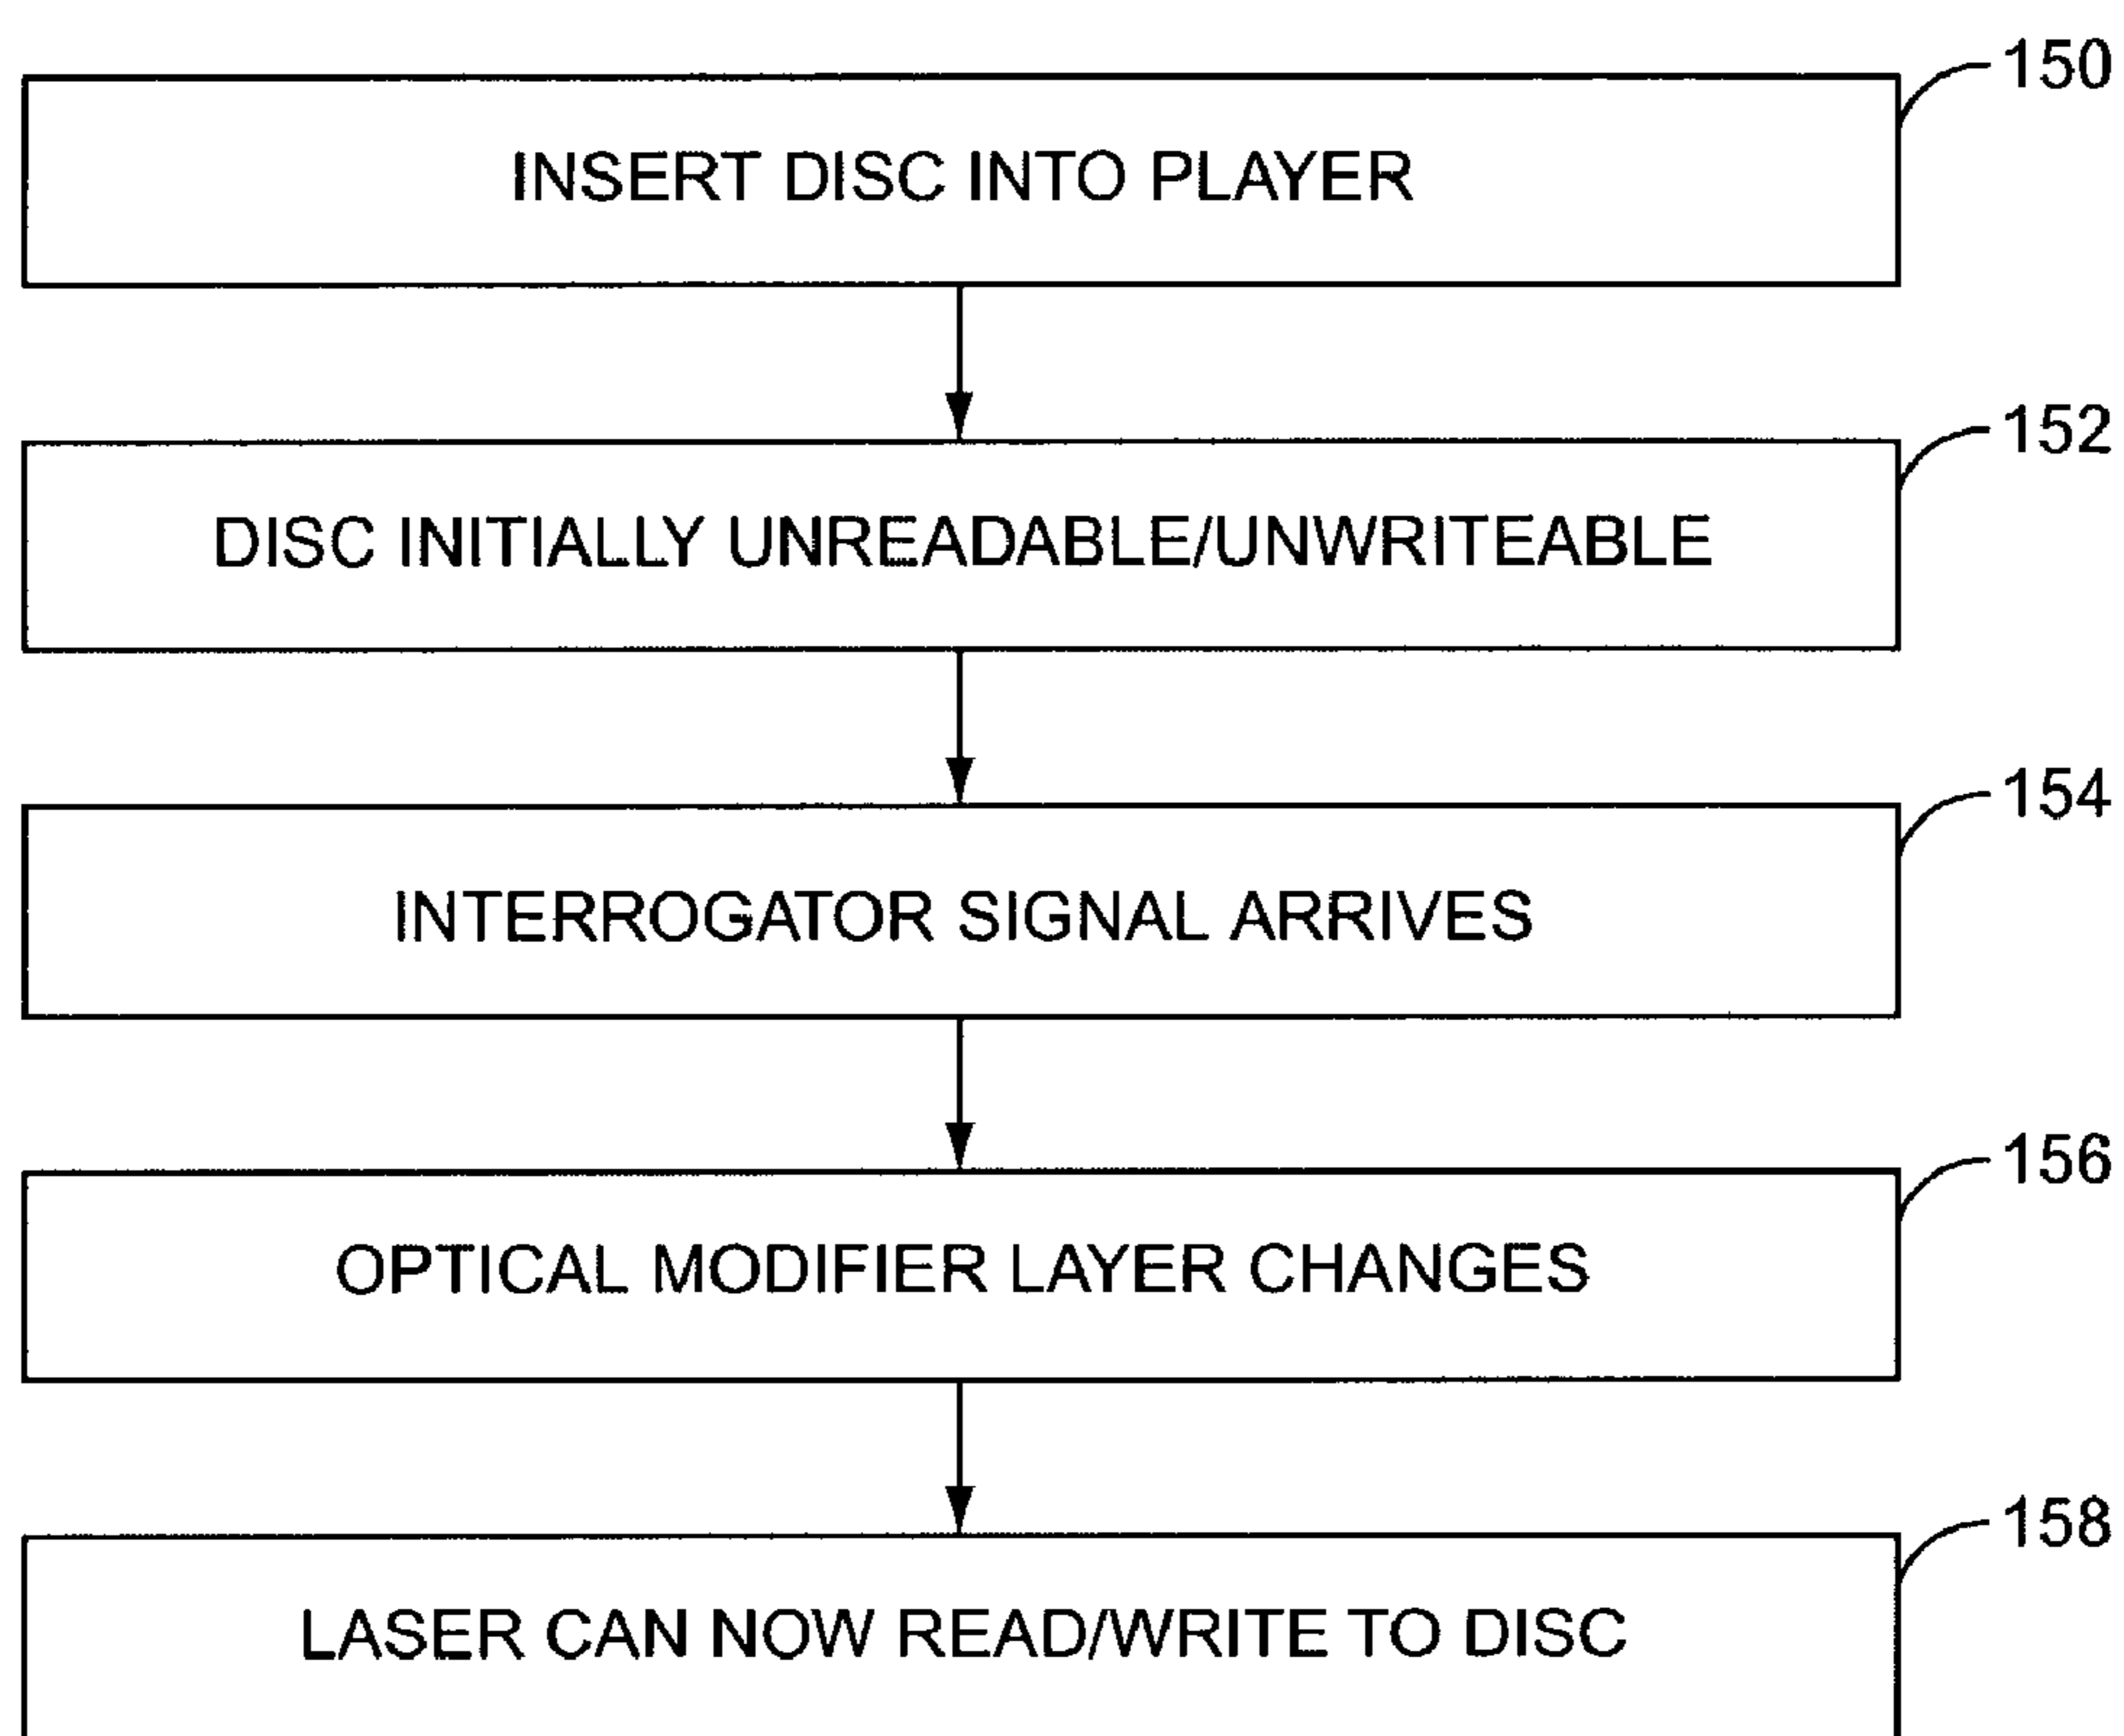 150
INSERT DISC INTO PLAYER
152
DISC INITIALLY UNREADABLE/UNWRITEABLE
154
INTERROGATOR SIGNAL ARRIVES
156
OPTICAL MODIFIER LAYER CHANGES
158
LASER CAN NOW READ/WRITE TO DISC